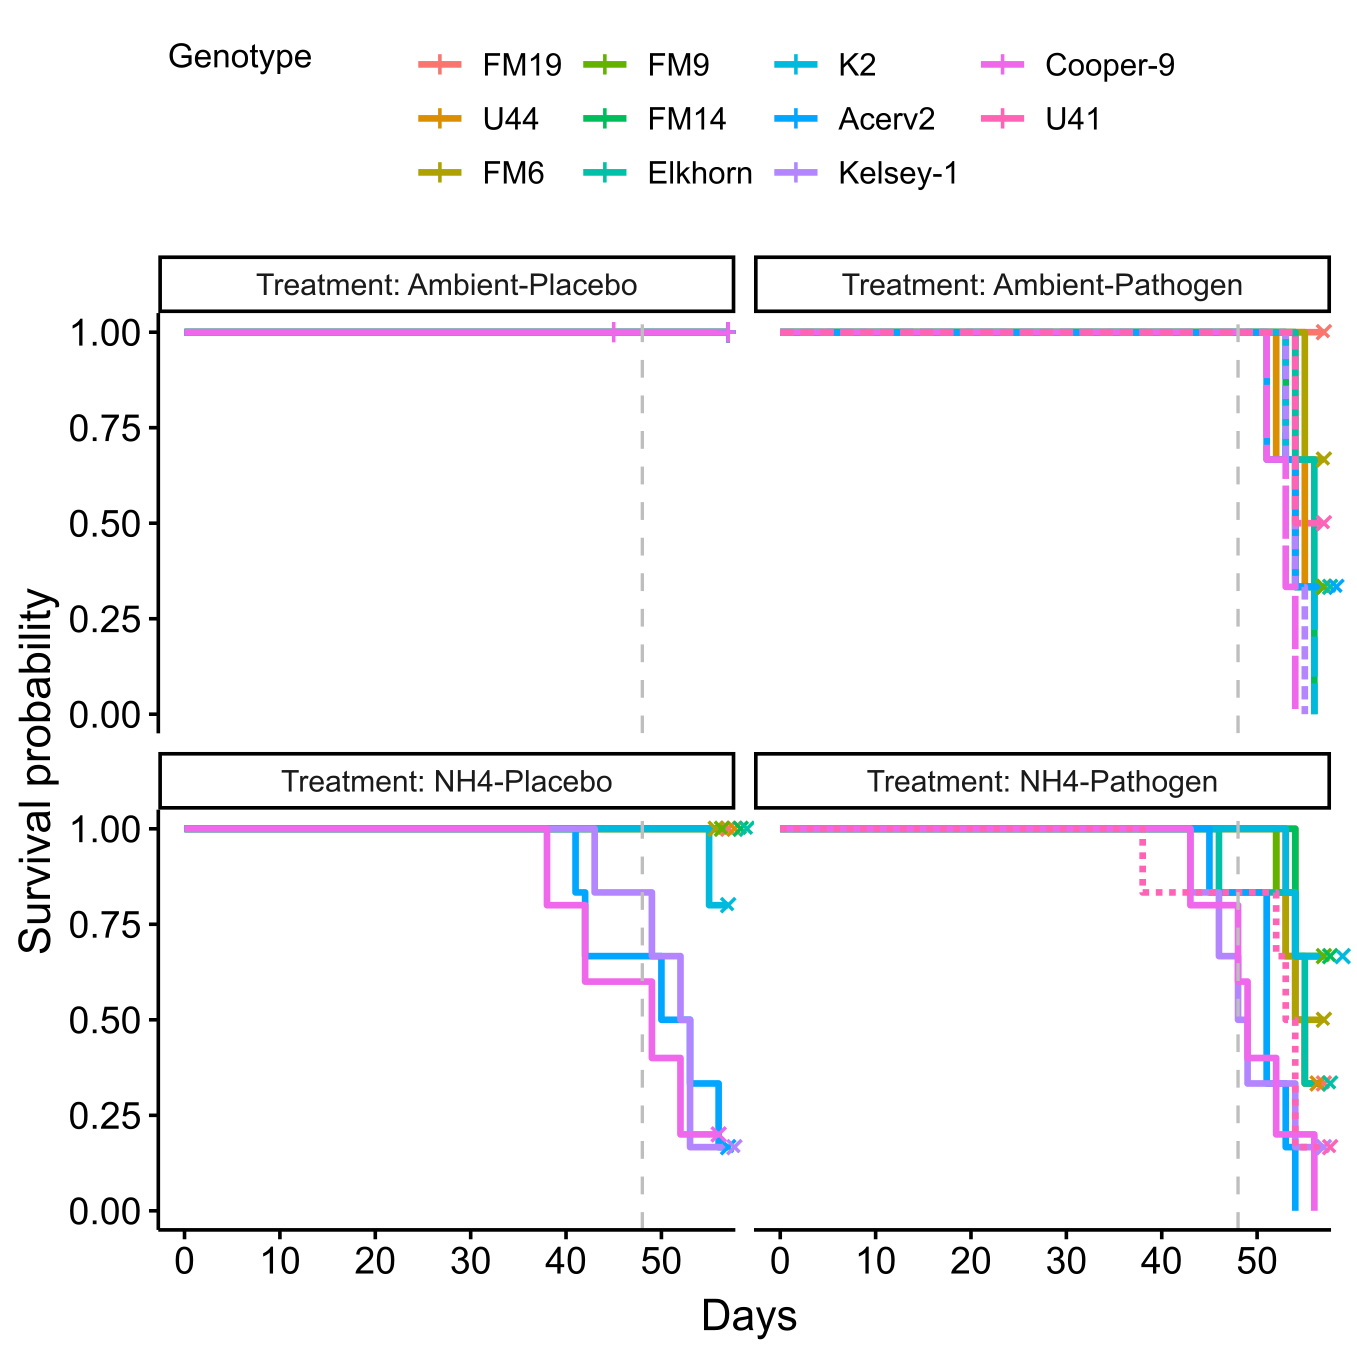 Genotype
FM19 FM9 K2 Cooper-9
U44 FM14 Acerv2 U41
FM6 Elkhorn Kelsey-1
Treatment: Ambient-Placebo Treatment: Ambient-Pathogen
1.00
0.75
0.50
0.25
0.00
Survival probability
Treatment: NH4-Placebo Treatment: NH4-Pathogen
1.00
0.75
0.50
0.25
0.00
0 10 20 30 40 50 0 10 20 30 40 50
Days